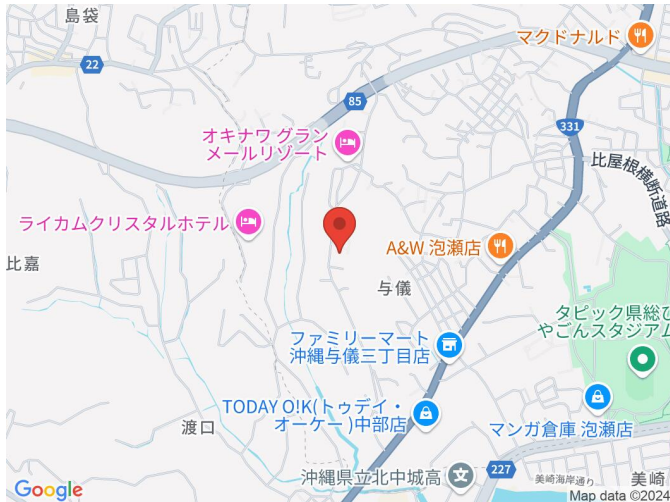 島袋
マクドナルド
22
85
331
オキナワ グラン
メールリゾート
比屋根横断道路
ライカムクリスタルホテル
A&W 泡瀬店
比嘉
与儀
タピック県総ひ
やごんスタジアム
ファミリーマート
沖縄与儀三丁目店
TODAY O!K(トゥデイ・
オーケー )中部店
マンガ倉庫 泡瀬店
渡口
沖縄県立北中城高
227
美崎海岸通り
美崎
Google
Map data ©2024